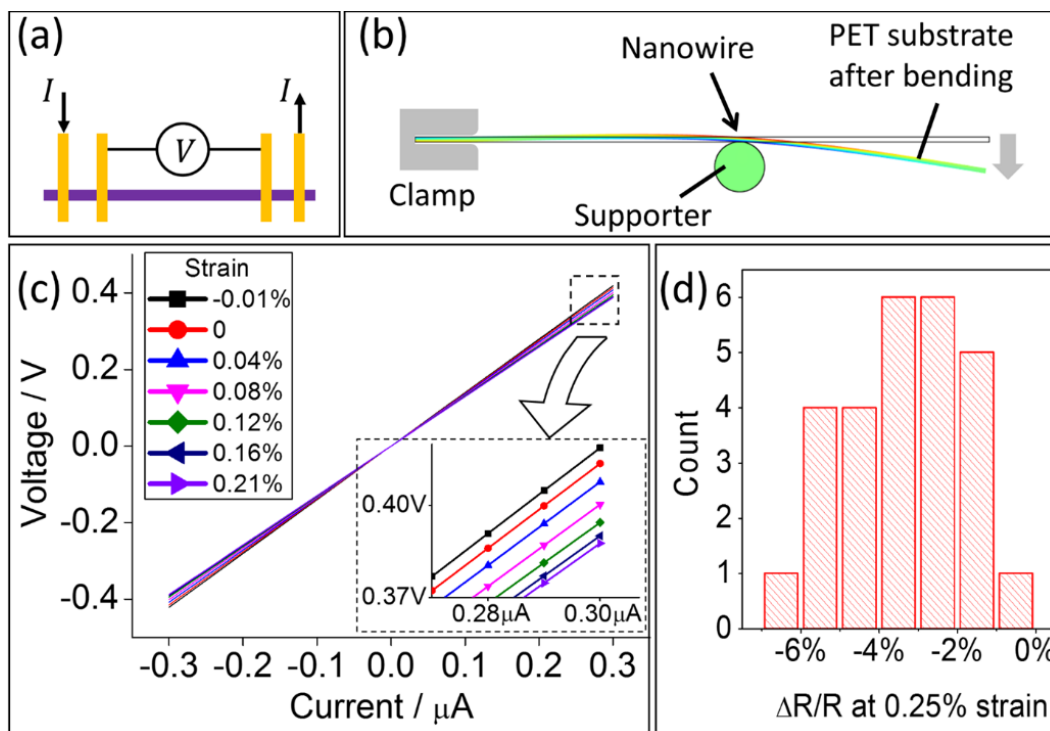 (a)
I
I
V
(b)
Nanowire
PET substrate
after bending
Clamp
Supporter
(c)
Strain
-0.01%
0
0.04%
0.08%
0.12%
0.16%
0.21%
0.4
0.2
0.0
-0.2
-0.4
Voltage / V
0.40V
0.37V
0.28μA
0.30μA
-0.3
-0.2
-0.1
0.0
0.1
0.2
0.3
Current / μA
(d)
6
5
4
3
2
1
0
Count
-6%
-4%
-2%
0%
ΔR/R at 0.25% strain